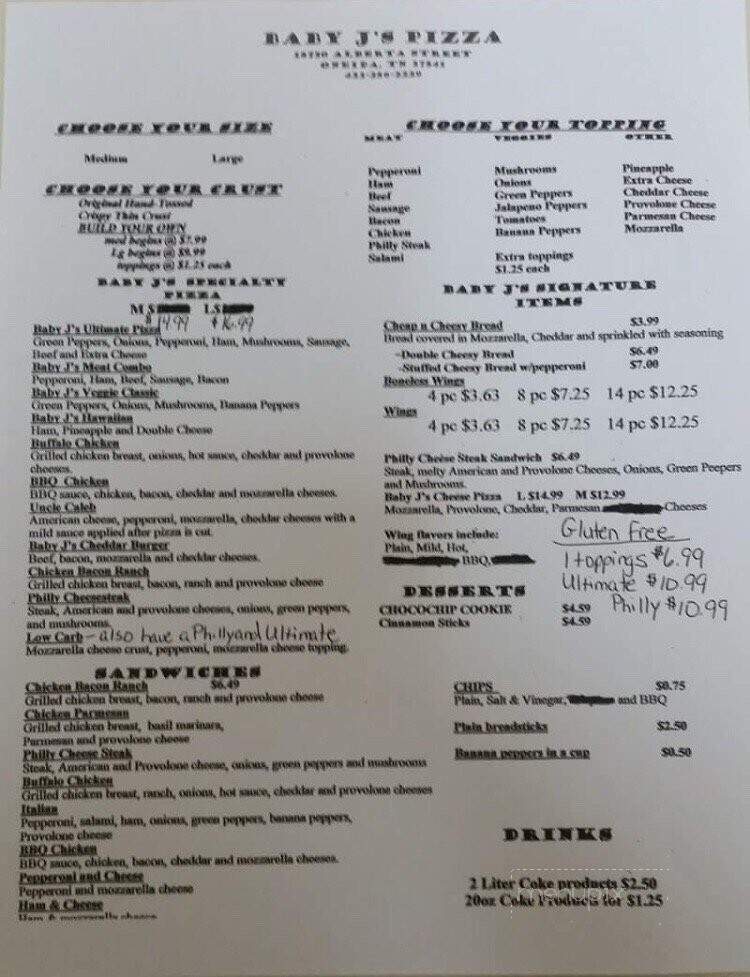 BABY J'S PIZZA
ALBERTA STREET
ONEIDA, TN 37841
CHOOSE YOUR SIZE
Medium Large
CHOOSE YOUR CRUST
Original Hand-Tossed
Crispy Thin Crust
BUILD YOUR OWN
med begins @ $7.99
Lg begins @ $9.99
toppings @ $1.25 each
BABY J'S SPECIALTY
PIZZA
M $ L $
$14.99 $16.99
Baby J's Ultimate Pizza
Green Peppers, Onions, Pepperoni, Ham, Mushrooms, Sausage,
Beef and Extra Cheese
Baby J's Meat Combo
Pepperoni, Ham, Beef, Sausage, Bacon
Baby J's Veggie Classic
Green Peppers, Onions, Mushrooms, Banana Peppers
Baby J's Hawaiian
Ham, Pineapple and Double Cheese
Buffalo Chicken
Grilled chicken breast, onions, hot sauce, cheddar and provolone
cheeses.
BBQ Chicken
BBQ sauce, chicken, bacon, cheddar and mozzarella cheeses.
Uncle Caleb
American cheese, pepperoni, mozzarella, cheddar cheeses with a
mild sauce applied after pizza is cut.
Baby J's Cheddar Burger
Beef, bacon, mozzarella and cheddar cheeses.
Chicken Bacon Ranch
Grilled chicken breast, bacon, ranch and provolone cheese
Philly Cheesesteak
Steak, American and provolone cheeses, onions, green peppers,
and mushrooms.
Low Carb - also have a Philly and Ultimate
Mozzarella cheese crust, pepperoni, mozzarella cheese topping.
SANDWICHES
Chicken Bacon Ranch $6.49
Grilled chicken breast, bacon, ranch and provolone cheese
Chicken Parmesan
Grilled chicken breast, basil marinara,
Parmesan and provolone cheese
Philly Cheese Steak
Steak, American and Provolone cheese, onions, green peppers and mushrooms
Buffalo Chicken
Grilled chicken breast, ranch, onions, hot sauce, cheddar and provolone cheeses
Italian
Pepperoni, salami, ham, onions, green peppers, banana peppers,
Provolone cheese
BBQ Chicken
BBQ sauce, chicken, bacon, cheddar and mozzarella cheeses.
Pepperoni and Cheese
Pepperoni and mozzarella cheese
Ham & Cheese
Ham & mozzarella cheese
CHOOSE YOUR TOPPING
MEAT VEGGIES OTHER
Pepperoni Mushrooms Pineapple
Ham Onions Extra Cheese
Beef Green Peppers Cheddar Cheese
Sausage Jalapeno Peppers Provolone Cheese
Bacon Tomatoes Parmesan Cheese
Chicken Banana Peppers Mozzarella
Philly Steak
Salami Extra toppings
$1.25 each
BABY J'S SIGNATURE
ITEMS
Cheap n Cheesy Bread $3.99
Bread covered in Mozzarella, Cheddar and sprinkled with seasoning
-Double Cheesy Bread $6.49
-Stuffed Cheesy Bread w/pepperoni $7.00
Boneless Wings
4 pc $3.63 8 pc $7.25 14 pc $12.25
Wings
4 pc $3.63 8 pc $7.25 14 pc $12.25
Philly Cheese Steak Sandwich $6.49
Steak, melty American and Provolone Cheeses, Onions, Green Peepers
and Mushrooms.
Baby J's Cheese Pizza L $14.99 M $12.99
Mozzarella, Provolone, Cheddar, Parmesan Cheeses
Wing flavors include:
Plain, Mild, Hot,
BBQ,
Gluten Free
1 toppings $6.99
Ultimate $10.99
Philly $10.99
DESSERTS
CHOCOCHIP COOKIE $4.59
Cinnamon Sticks $4.59
CHIPS $0.75
Plain, Salt & Vinegar, and BBQ
Plain breadsticks $2.50
Banana peppers in a cup $0.50
DRINKS
2 Liter Coke products $2.50
20oz Coke Products for $1.25